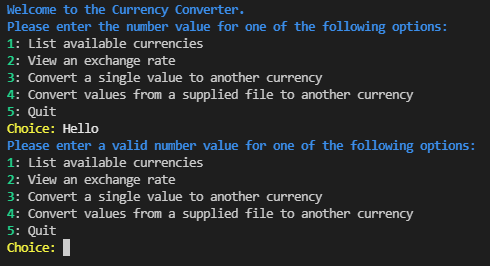 Welcome to the Currency Converter.
Please enter the number value for one of the following options:
1: List available currencies
2: View an exchange rate
3: Convert a single value to another currency
4: Convert values from a supplied file to another currency
5: Quit
Choice: Hello
Please enter a valid number value for one of the following options:
1: List available currencies
2: View an exchange rate
3: Convert a single value to another currency
4: Convert values from a supplied file to another currency
5: Quit
Choice: